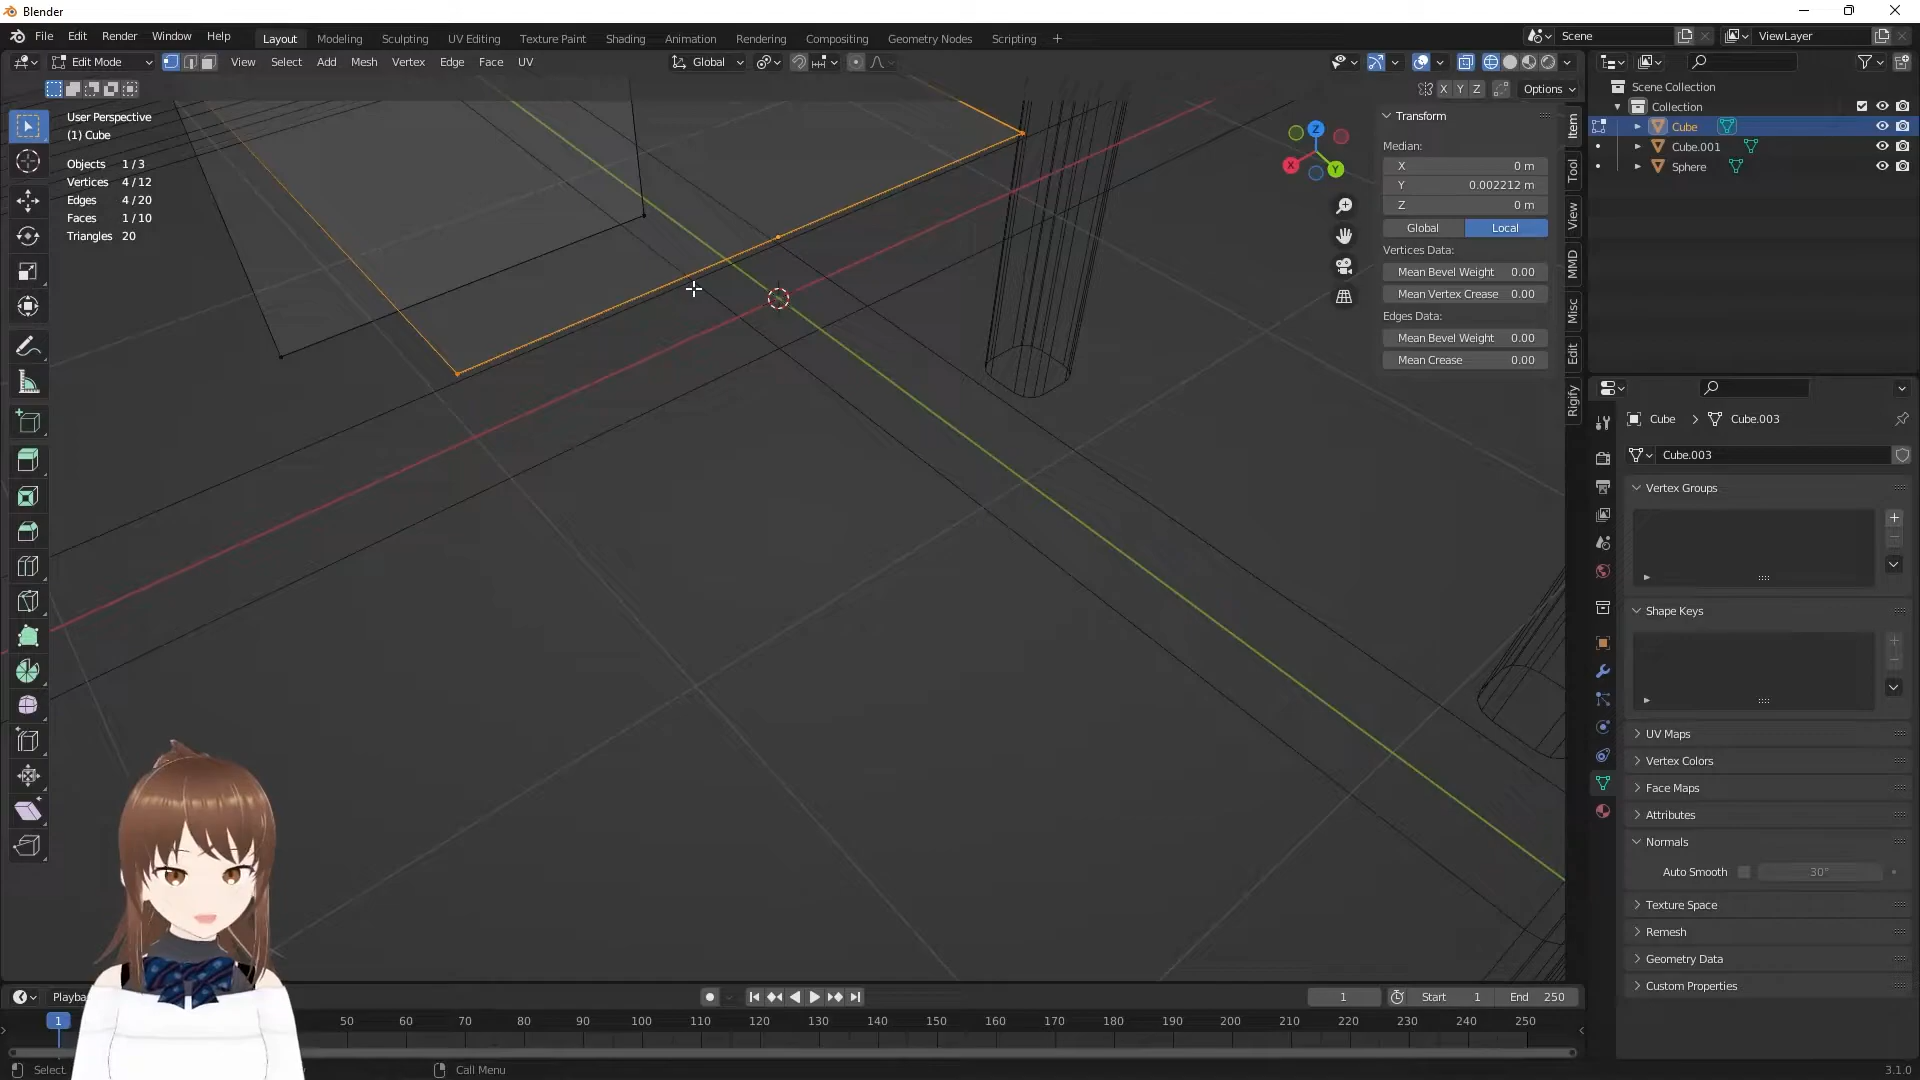 Blender
File Edit Render Window Help
Layout Modeling Sculpting UV Editing Texture Paint Shading Animation Rendering Compositing Geometry Nodes Scripting +
Scene
ViewLayer
Edit Mode
View Select Add Mesh Vertex Edge Face UV
Global
X Y Z
Options
User Perspective
(1) Cube
Objects 1/3
Vertices 4/12
Edges 4/20
Faces 1/10
Triangles 20
Z
X
Y
Transform
Median:
X 0 m
Y 0.002212 m
Z 0 m
Global Local
Vertices Data:
Mean Bevel Weight 0.00
Mean Vertex Crease 0.00
Edges Data:
Mean Bevel Weight 0.00
Mean Crease 0.00
Item
Tool
View
MMD
Misc
Edit
Rigify
Scene Collection
Collection
Cube
Cube.001
Sphere
Cube > Cube.003
Cube.003
Vertex Groups
Shape Keys
UV Maps
Vertex Colors
Face Maps
Attributes
Normals
Auto Smooth 30°
Texture Space
Remesh
Geometry Data
Custom Properties
1
Start 1
End 250
1 50 60 70 80 90 100 110 120 130 140 150 160 170 180 190 200 210 220 230 240 250
Select
Call Menu
3.1.0